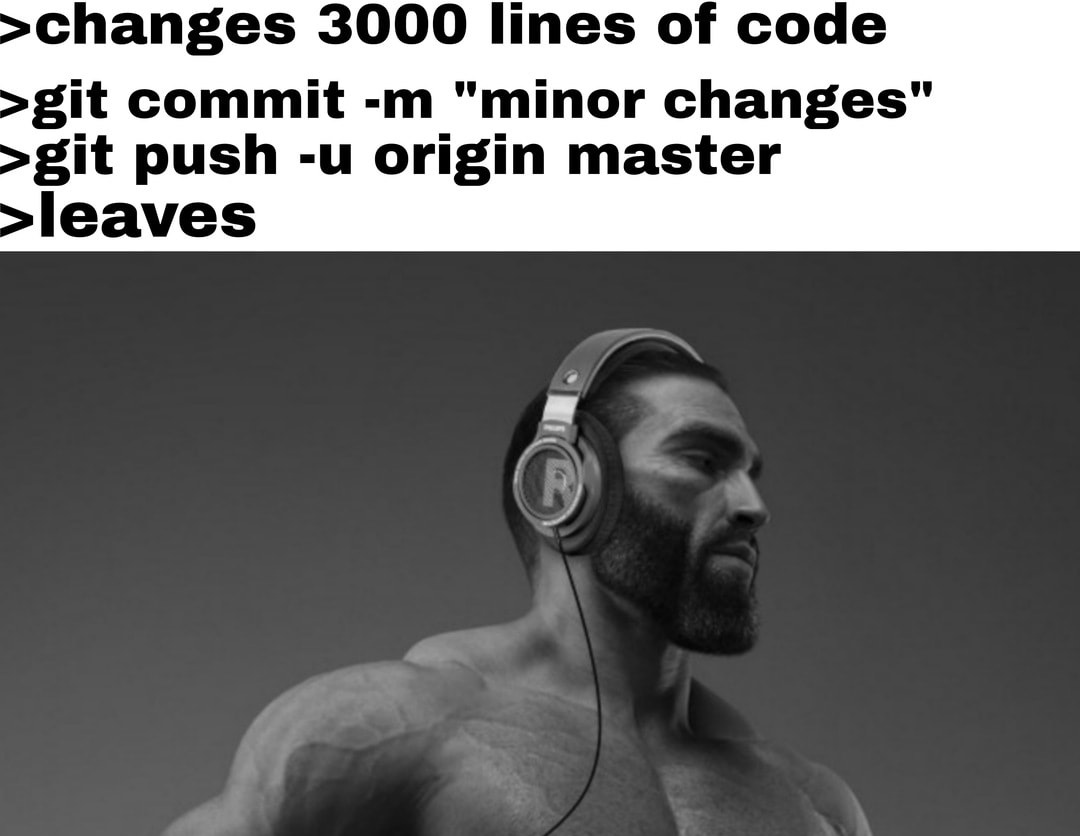 >changes 3000 lines of code
>git commit -m "minor changes"
>git push -u origin master
>leaves